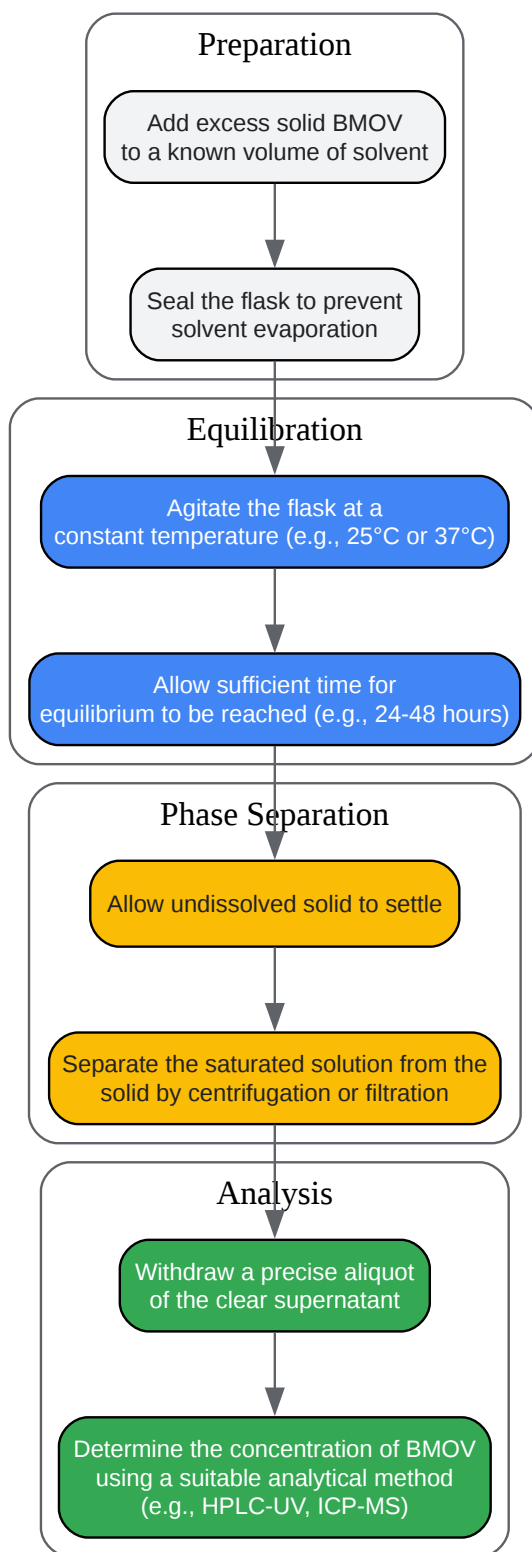 Preparation
Add excess solid BMOV
to a known volume of solvent
Seal the flask to prevent
solvent evaporation
Equilibration
Agitate the flask at a
constant temperature (e.g., 25°C or 37°C)
Allow sufficient time for
equilibrium to be reached (e.g., 24-48 hours)
Phase Separation
Allow undissolved solid to settle
Separate the saturated solution from the
solid by centrifugation or filtration
Analysis
Withdraw a precise aliquot
of the clear supernatant
Determine the concentration of BMOV
using a suitable analytical method
(e.g., HPLC-UV, ICP-MS)